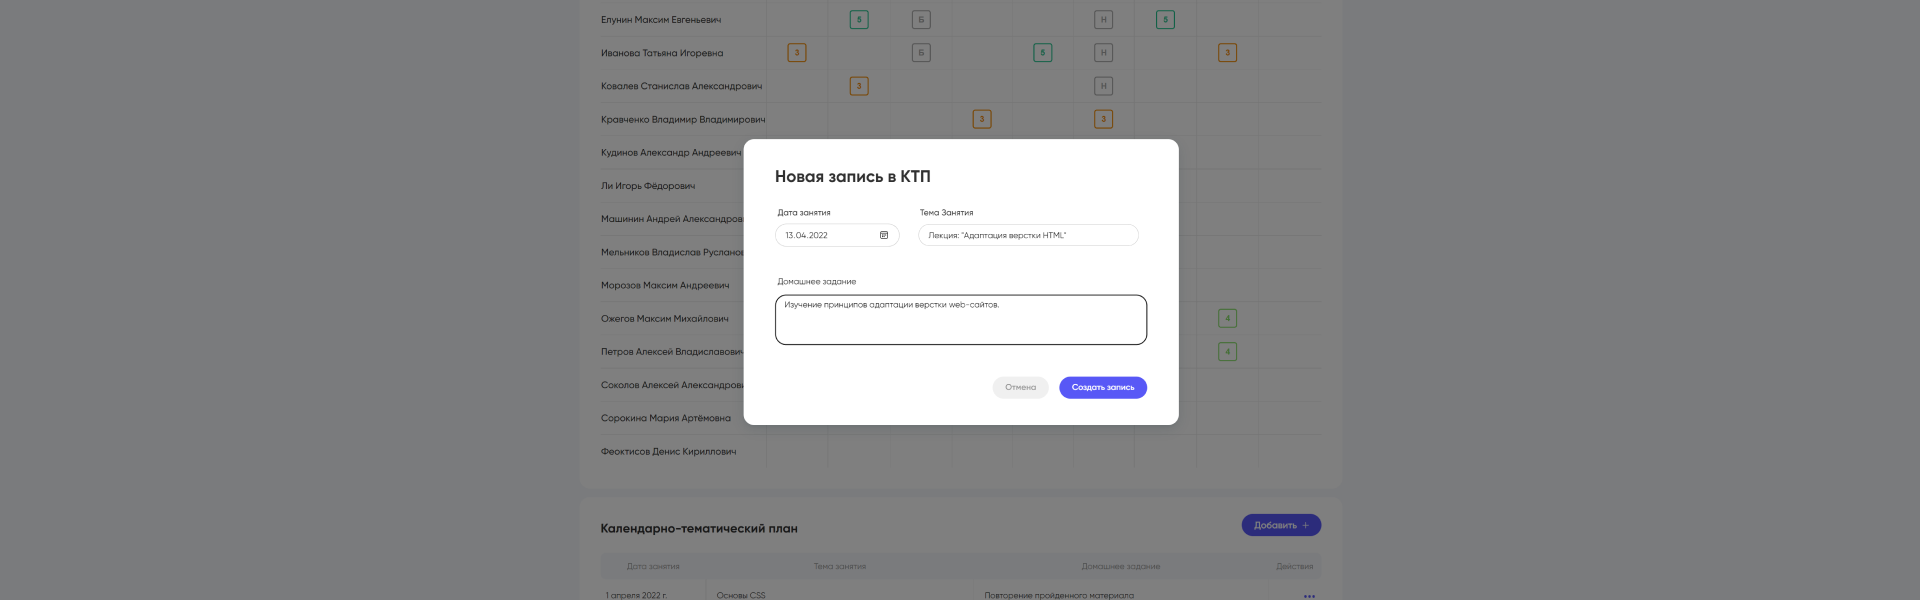 Елунин Максим Евгеньевич 5 Б Н 5
Иванова Татьяна Игоревна 3 Б 5 Н 3
Ковалев Станислав Александрович 3 Н
Кравченко Владимир Владимирович 3 3
Кудинов Александр Андреевич
Ли Игорь Фёдорович
Машинин Андрей Александров
Мельников Владислав Руслано
Морозов Максим Андреевич
Ожегов Максим Михайлович 4
Петров Алексей Владиславович 4
Соколов Алексей Александров
Сорокина Мария Артёмовна
Феоктисов Денис Кириллович
Новая запись в КТП
Дата занятия Тема Занятия
13.04.2022 Лекция: "Адаптация верстки HTML"
Домашнее задание
Изучение принципов адаптации верстки web-сайтов.
Отмена Создать запись
Календарно-тематический план Добавить +
Дата занятия Тема занятия Домашнее задание Действия
1 апреля 2022 г. Основы CSS Повторение пройденного материала